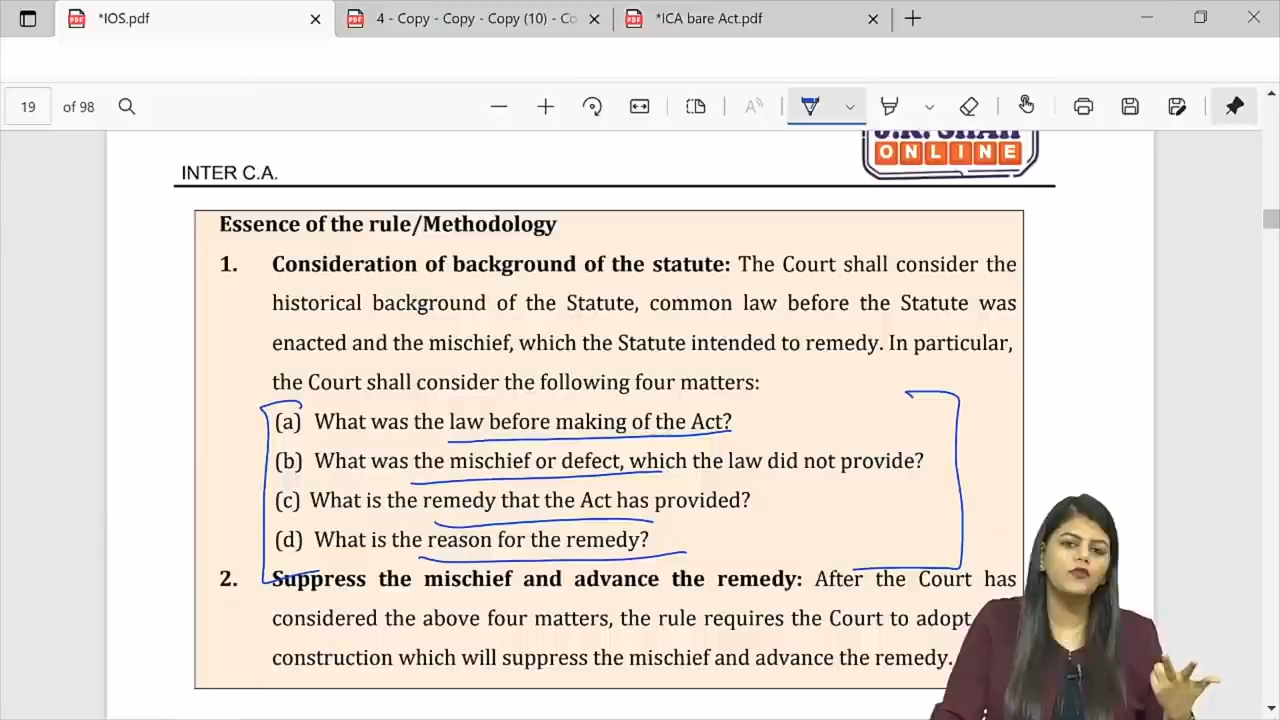 *IOS.pdf
4 - Copy - Copy - Copy (10) - Co
*ICA bare Act.pdf
19 of 98
J.K. SHAH
ONLINE
INTER C.A.
Essence of the rule/Methodology
1. Consideration of background of the statute: The Court shall consider the
historical background of the Statute, common law before the Statute was
enacted and the mischief, which the Statute intended to remedy. In particular,
the Court shall consider the following four matters:
(a) What was the law before making of the Act?
(b) What was the mischief or defect, which the law did not provide?
(c) What is the remedy that the Act has provided?
(d) What is the reason for the remedy?
2. Suppress the mischief and advance the remedy: After the Court has
considered the above four matters, the rule requires the Court to adopt
construction which will suppress the mischief and advance the remedy.